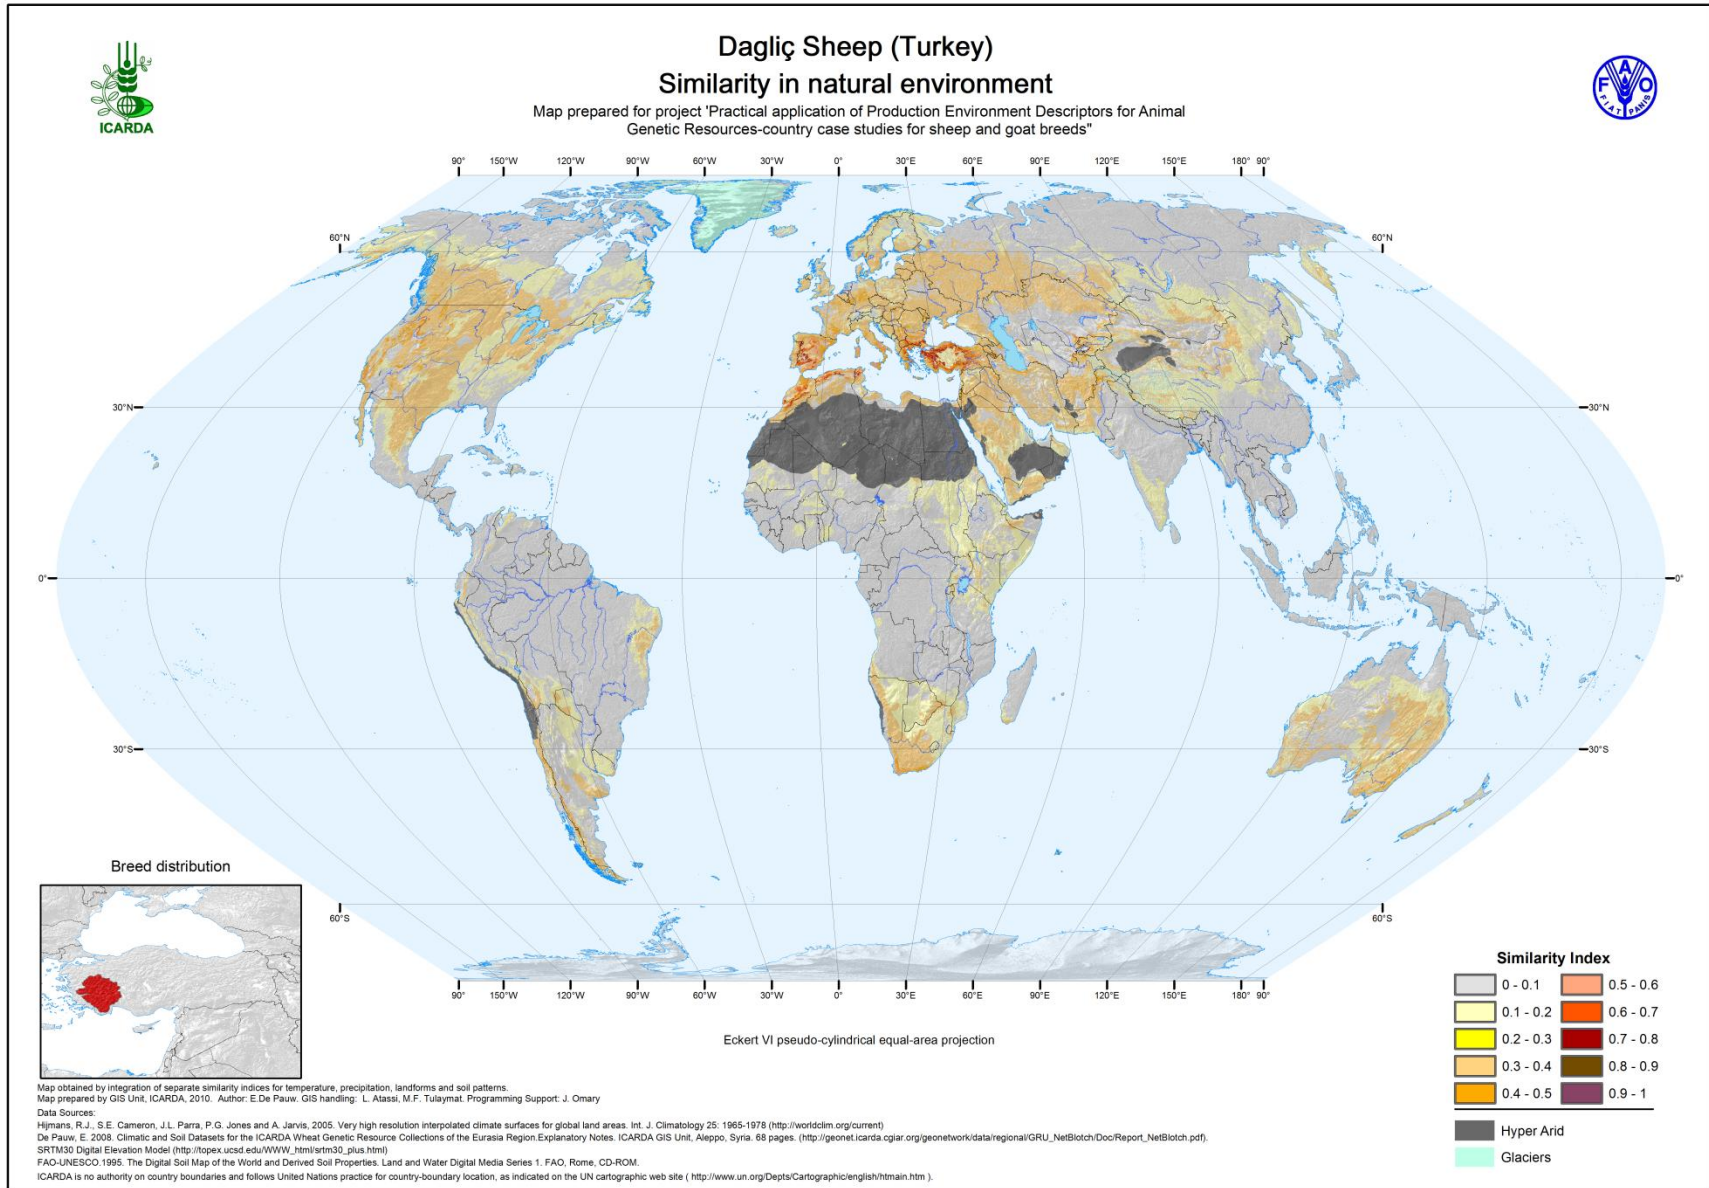 Dagliç Sheep (Turkey)
Similarity in natural environment
Map prepared for project 'Practical application of Production Environment Descriptors for Animal
Genetic Resources-country case studies for sheep and goat breeds"
ICARDA
F A O
FIAT PANIS
90° 150°W 120°W 90°W 60°W 30°W 0° 30°E 60°E 90°E 120°E 150°E 180° 90°
60°N 60°N
30°N 30°N
0° 0°
30°S 30°S
60°S 60°S
90° 150°W 120°W 90°W 60°W 30°W 0° 30°E 60°E 90°E 120°E 150°E 180° 90°
Breed distribution
Eckert VI pseudo-cylindrical equal-area projection
Similarity Index
0 - 0.1 0.5 - 0.6
0.1 - 0.2 0.6 - 0.7
0.2 - 0.3 0.7 - 0.8
0.3 - 0.4 0.8 - 0.9
0.4 - 0.5 0.9 - 1
Hyper Arid
Glaciers
Map obtained by integration of separate similarity indices for temperature, precipitation, landforms and soil patterns.
Map prepared by GIS Unit, ICARDA, 2010. Author: E.De Pauw. GIS handling: L. Atassi, M.F. Tulaymat. Programming Support: J. Omary
Data Sources:
Hijmans, R.J., S.E. Cameron, J.L. Parra, P.G. Jones and A. Jarvis, 2005. Very high resolution interpolated climate surfaces for global land areas. Int. J. Climatology 25: 1965-1978 (http://worldclim.org/current)
De Pauw, E. 2008. Climatic and Soil Datasets for the ICARDA Wheat Genetic Resource Collections of the Eurasia Region.Explanatory Notes. ICARDA GIS Unit, Aleppo, Syria. 68 pages. (http://geonet.icarda.cgiar.org/geonetwork/data/regional/GRU_NetBlotch/Doc/Report_NetBlotch.pdf).
SRTM30 Digital Elevation Model (http://topex.ucsd.edu/WWW_html/srtm30_plus.html)
FAO-UNESCO.1995. The Digital Soil Map of the World and Derived Soil Properties. Land and Water Digital Media Series 1. FAO, Rome, CD-ROM.
ICARDA is no authority on country boundaries and follows United Nations practice for country-boundary location, as indicated on the UN cartographic web site ( http://www.un.org/Depts/Cartographic/english/htmain.htm ).